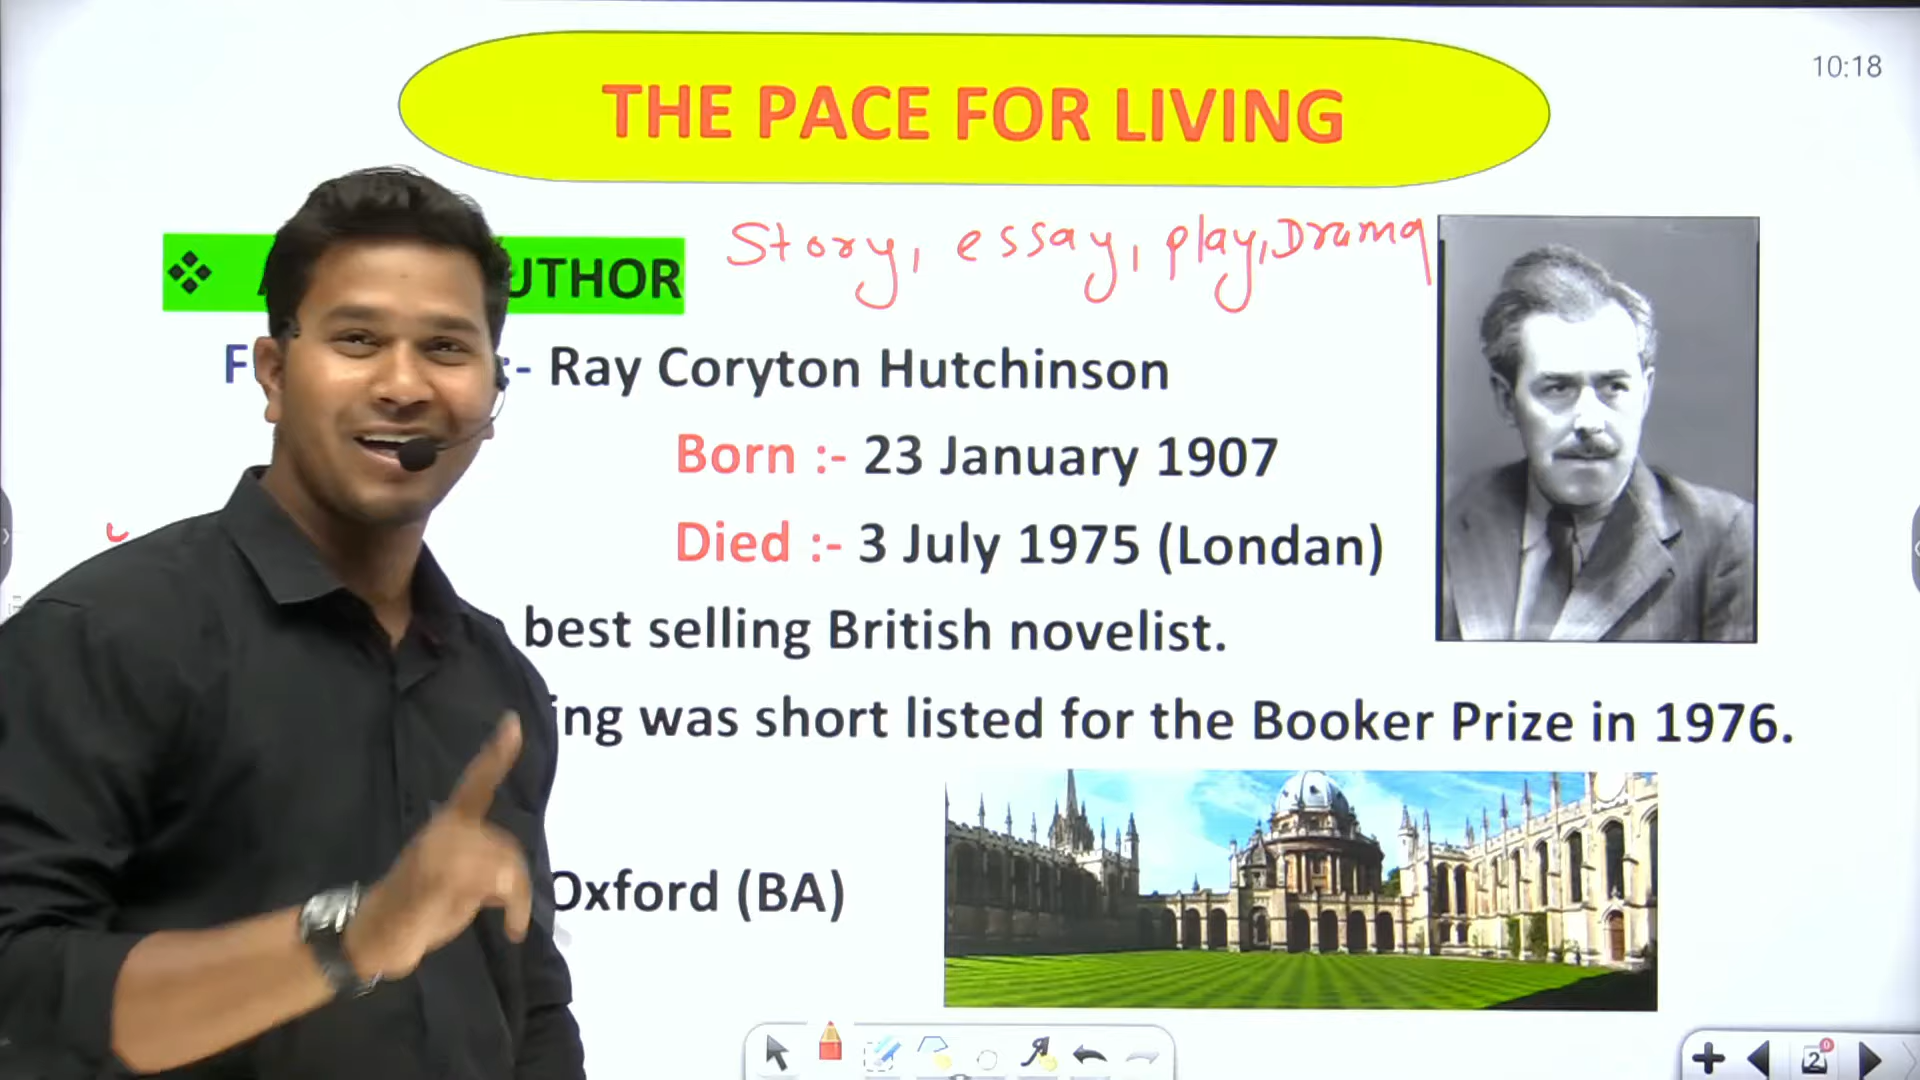 THE PACE FOR LIVING
10:18
Story, essay, play, Drama
UTHOR
:- Ray Coryton Hutchinson
Born :- 23 January 1907
Died :- 3 July 1975 (Londan)
best selling British novelist.
ing was short listed for the Booker Prize in 1976.
Oxford (BA)
2